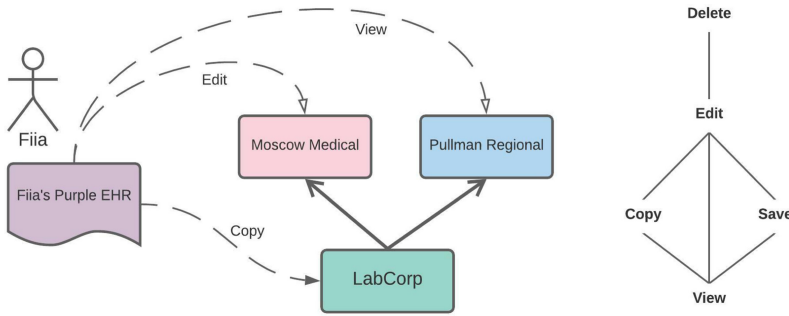 View
Edit
Fiia
Fiia's Purple EHR
Moscow Medical
Pullman Regional
Copy
LabCorp
Delete
Edit
Copy
Save
View